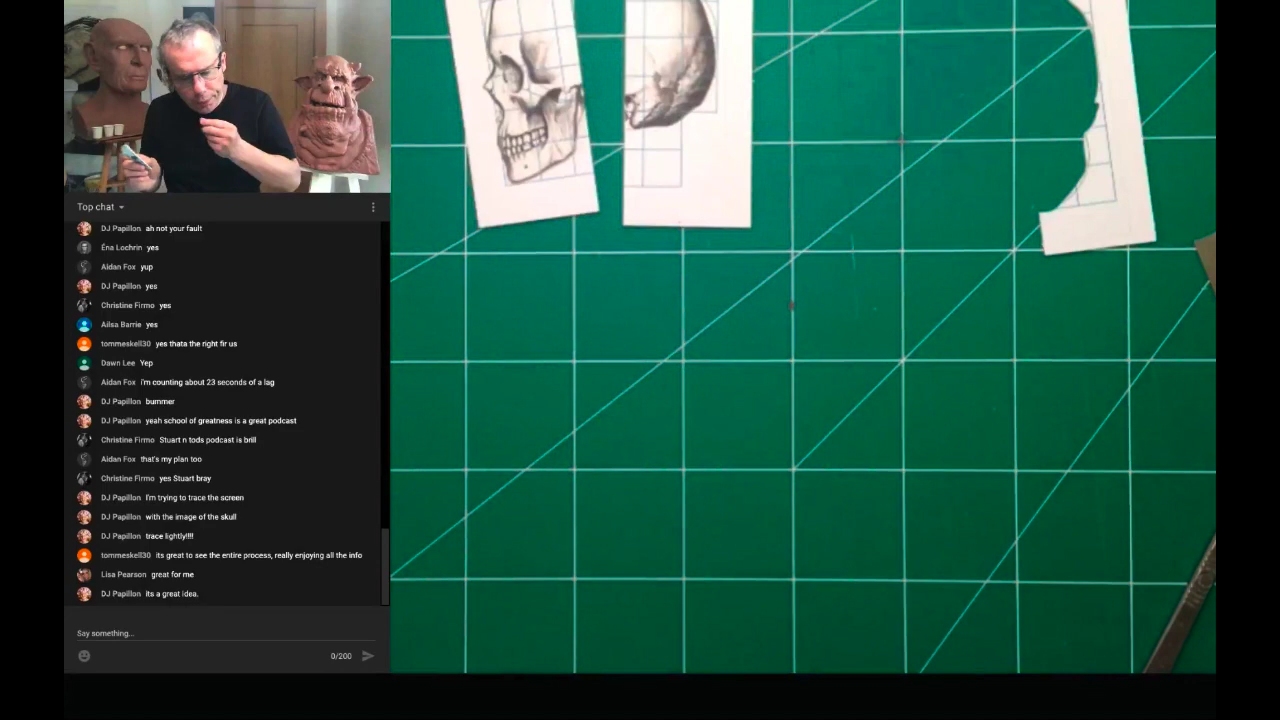 Top chat
DJ Papillon ah not your fault
Éna Lochrin yes
Aidan Fox yup
DJ Papillon yes
Christine Firmo yes
Ailsa Barrie yes
tommeskell30 yes thata the right fir us
Dawn Lee Yep
Aidan Fox i'm counting about 23 seconds of a lag
DJ Papillon bummer
DJ Papillon yeah school of greatness is a great podcast
Christine Firmo Stuart n tods podcast is brill
Aidan Fox that's my plan too
Christine Firmo yes Stuart bray
DJ Papillon I'm trying to trace the screen
DJ Papillon with the image of the skull
DJ Papillon trace lightly!!!!
tommeskell30 its great to see the entire process, really enjoying all the info
Lisa Pearson great for me
DJ Papillon its a great idea.
Say something...
0/200